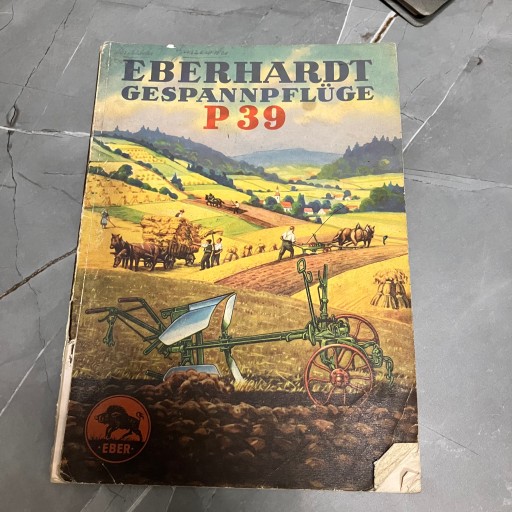 EBERHARDT
GESPANNPFLÜGE
P 39
·EBER·